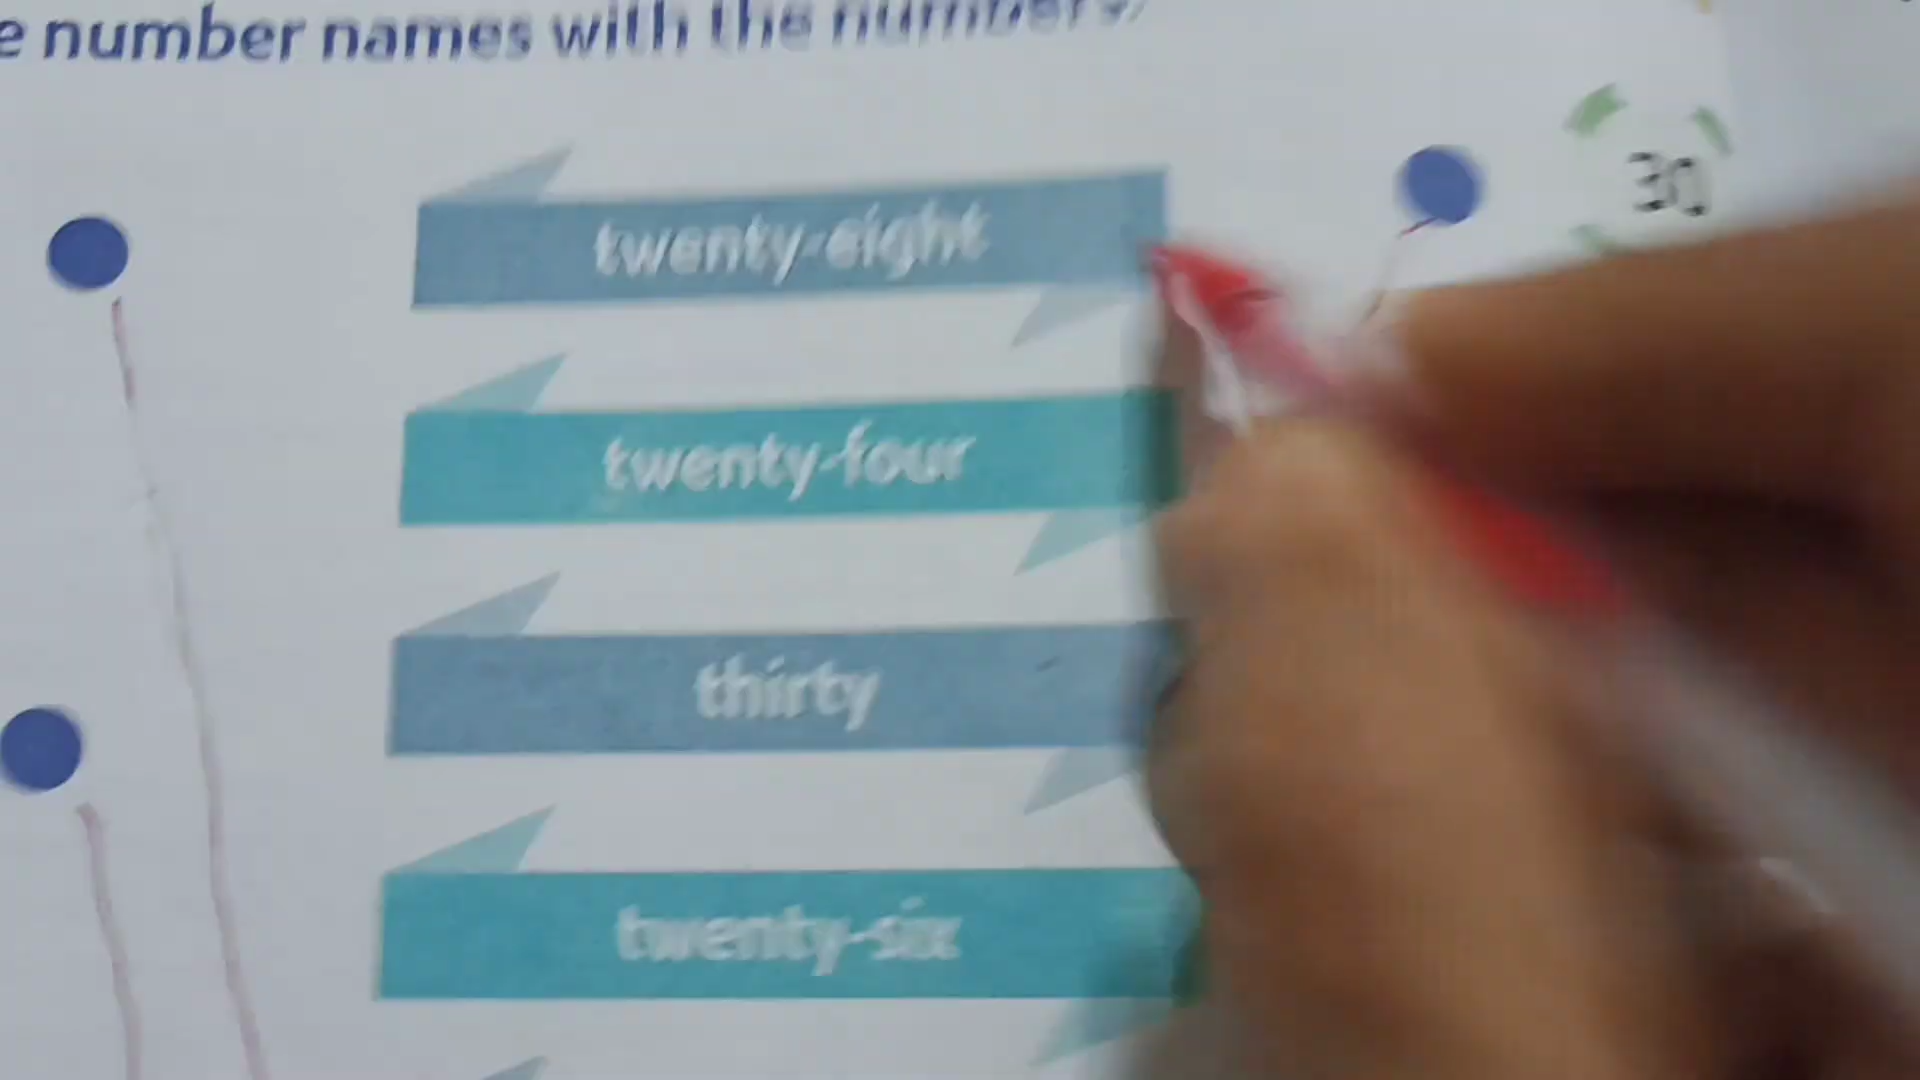 e number names with the numbers.
30
twenty-eight
twenty-four
thirty
twenty-six